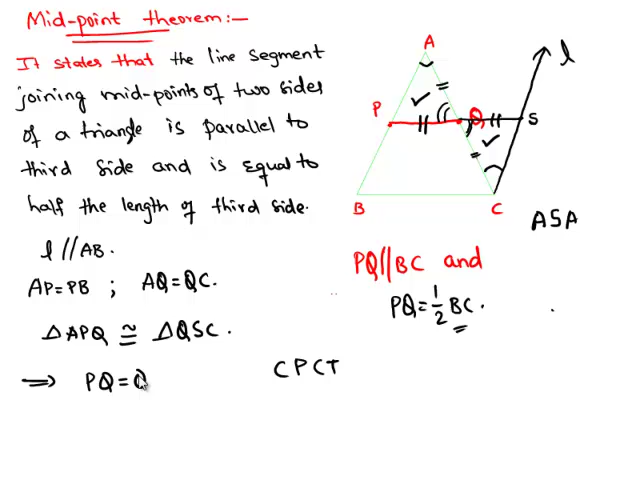 Mid-point theorem:-
It states that the line segment
joining mid-points of two sides
of a triangle is parallel to
third side and is equal to
half the length of third side.
l // AB.
AP = PB ; AQ = QC.
△APQ ≅ △QSC.
⟹ PQ = Q
CPCT
A
l
P
Q
S
B
C
ASA
PQ || BC and
PQ = 1/2 BC.